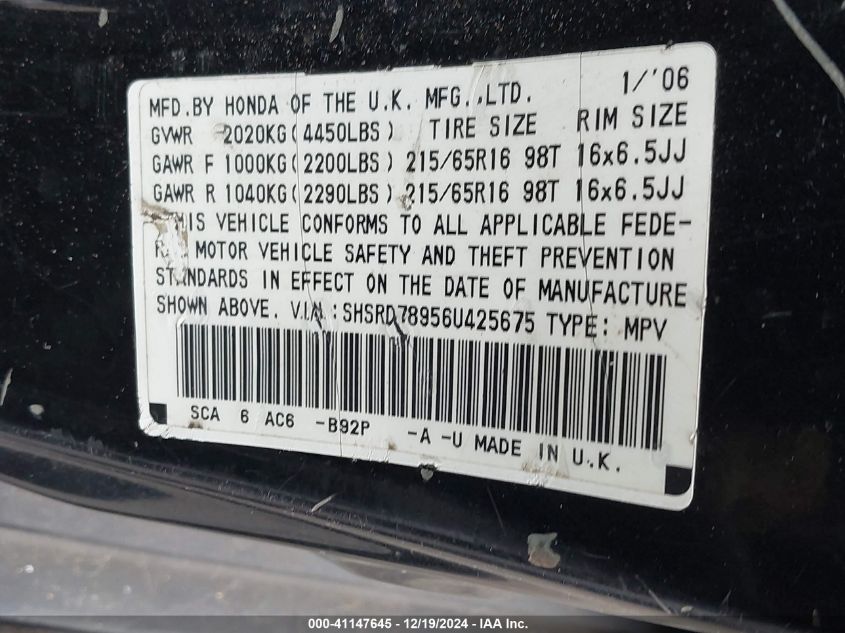 MFD.BY HONDA OF THE U.K. MFG.,LTD. 1/'06
GVWR 2020KG(4450LBS) TIRE SIZE RIM SIZE
GAWR F 1000KG(2200LBS) 215/65R16 98T 16x6.5JJ
GAWR R 1040KG(2290LBS) 215/65R16 98T 16x6.5JJ
THIS VEHICLE CONFORMS TO ALL APPLICABLE FEDE-
RAL MOTOR VEHICLE SAFETY AND THEFT PREVENTION
STANDARDS IN EFFECT ON THE DATE OF MANUFACTURE
SHOWN ABOVE. V.I.N.:SHSRD78956U425675 TYPE: MPV
SCA 6 AC6 -B92P -A -U MADE IN U.K.
000-41147645 - 12/19/2024 - IAA Inc.